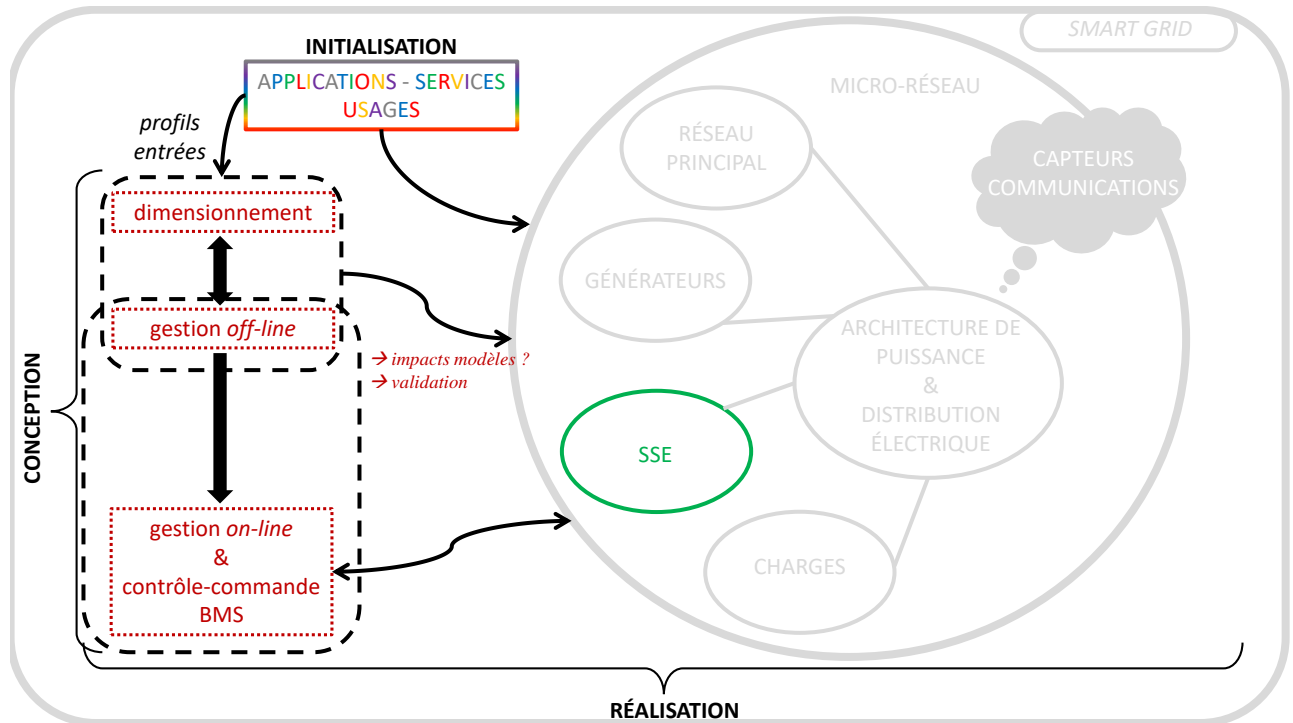 SMART GRID
INITIALISATION
APPLICATIONS - SERVICES
USAGES
profils
entrées
MICRO-RÉSEAU
RÉSEAU
PRINCIPAL
CAPTEURS
COMMUNICATIONS
dimensionnement
GÉNÉRATEURS
gestion off-line
→ impacts modèles ?
→ validation
ARCHITECTURE DE
PUISSANCE
&
DISTRIBUTION
ÉLECTRIQUE
CONCEPTION
SSE
gestion on-line
&
contrôle-commande
BMS
CHARGES
RÉALISATION